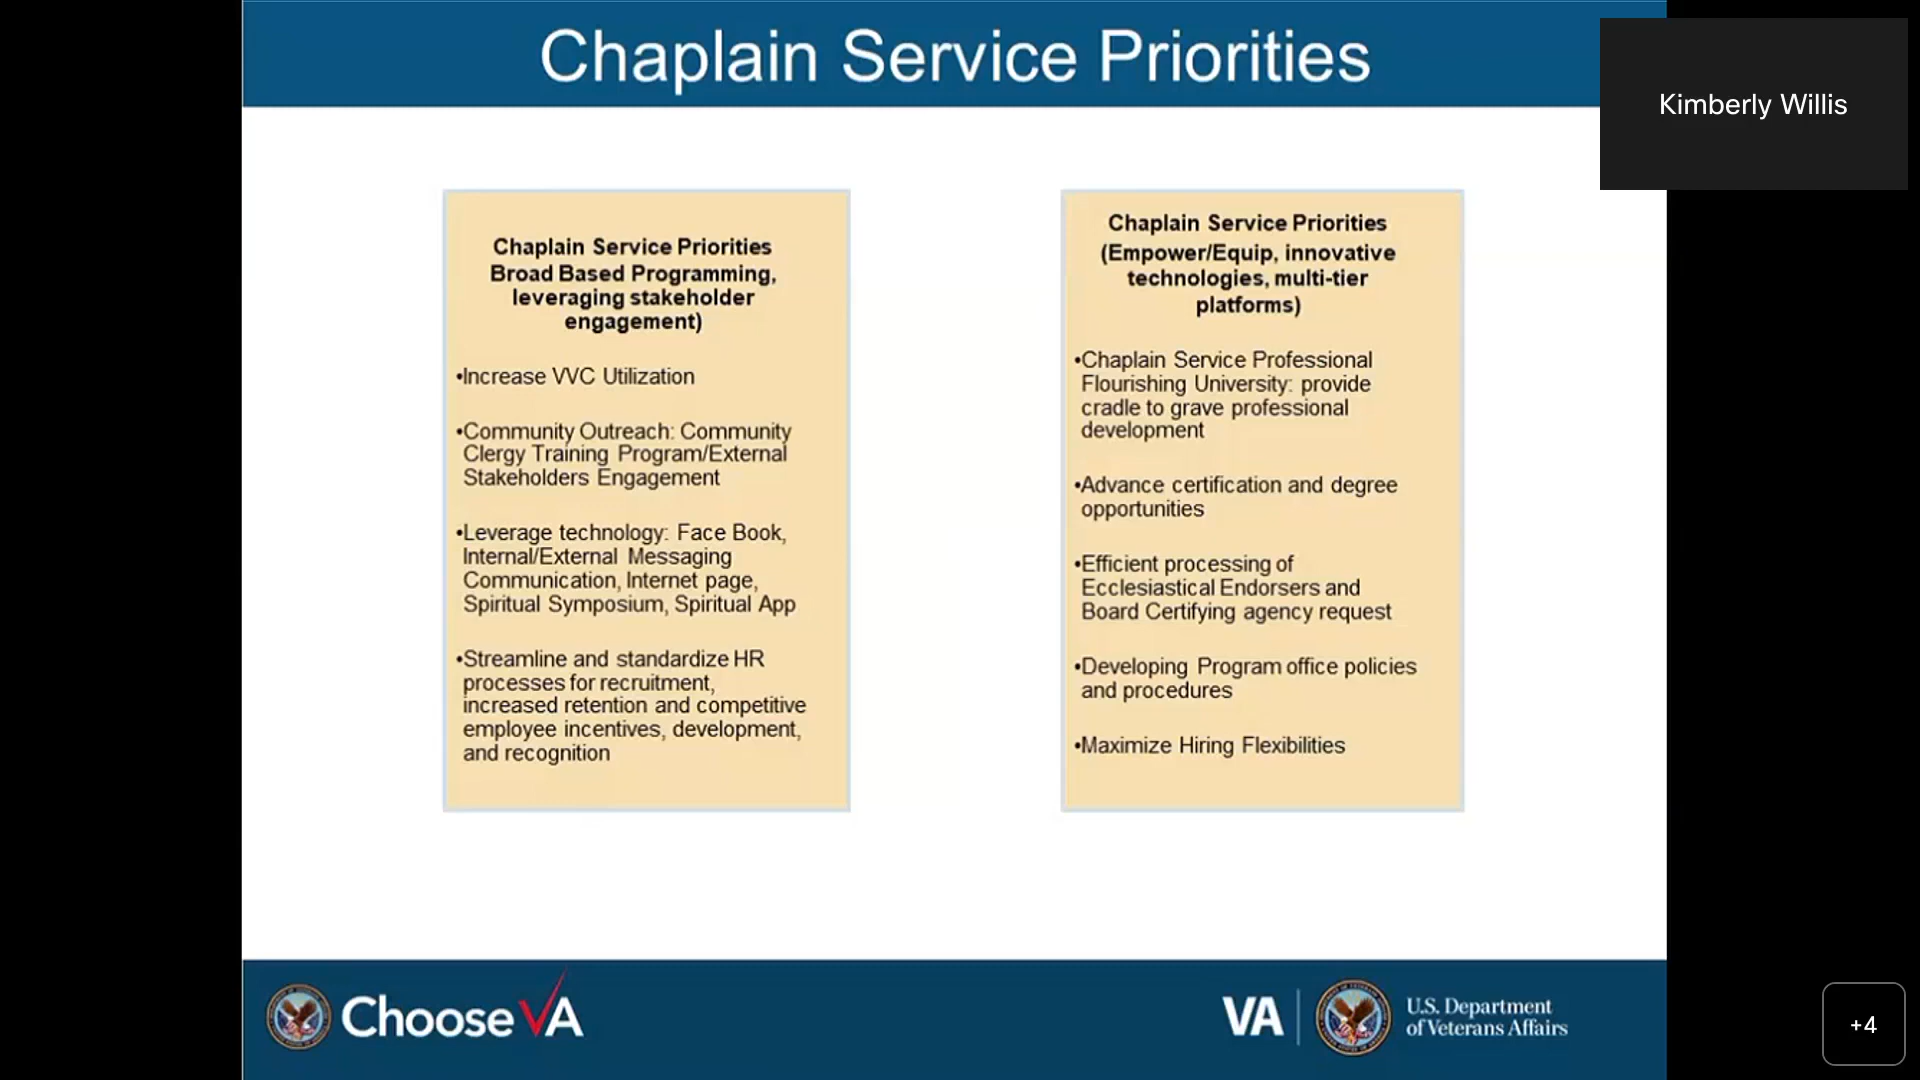 Chaplain Service Priorities
Kimberly Willis
Chaplain Service Priorities
Broad Based Programming,
leveraging stakeholder
engagement)
•Increase VVC Utilization
•Community Outreach: Community
Clergy Training Program/External
Stakeholders Engagement
•Leverage technology: Face Book,
Internal/External Messaging
Communication, Internet page,
Spiritual Symposium, Spiritual App
•Streamline and standardize HR
processes for recruitment,
increased retention and competitive
employee incentives, development,
and recognition
Chaplain Service Priorities
(Empower/Equip, innovative
technologies, multi-tier
platforms)
•Chaplain Service Professional
Flourishing University: provide
cradle to grave professional
development
•Advance certification and degree
opportunities
•Efficient processing of
Ecclesiastical Endorsers and
Board Certifying agency request
•Developing Program office policies
and procedures
•Maximize Hiring Flexibilities
Choose VA
VA
U.S. Department
of Veterans Affairs
+4